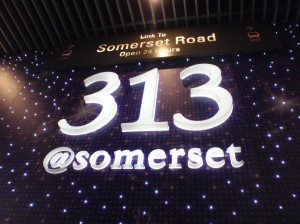 Link To
Somerset Road
Open 24 Hours
313
@somerset